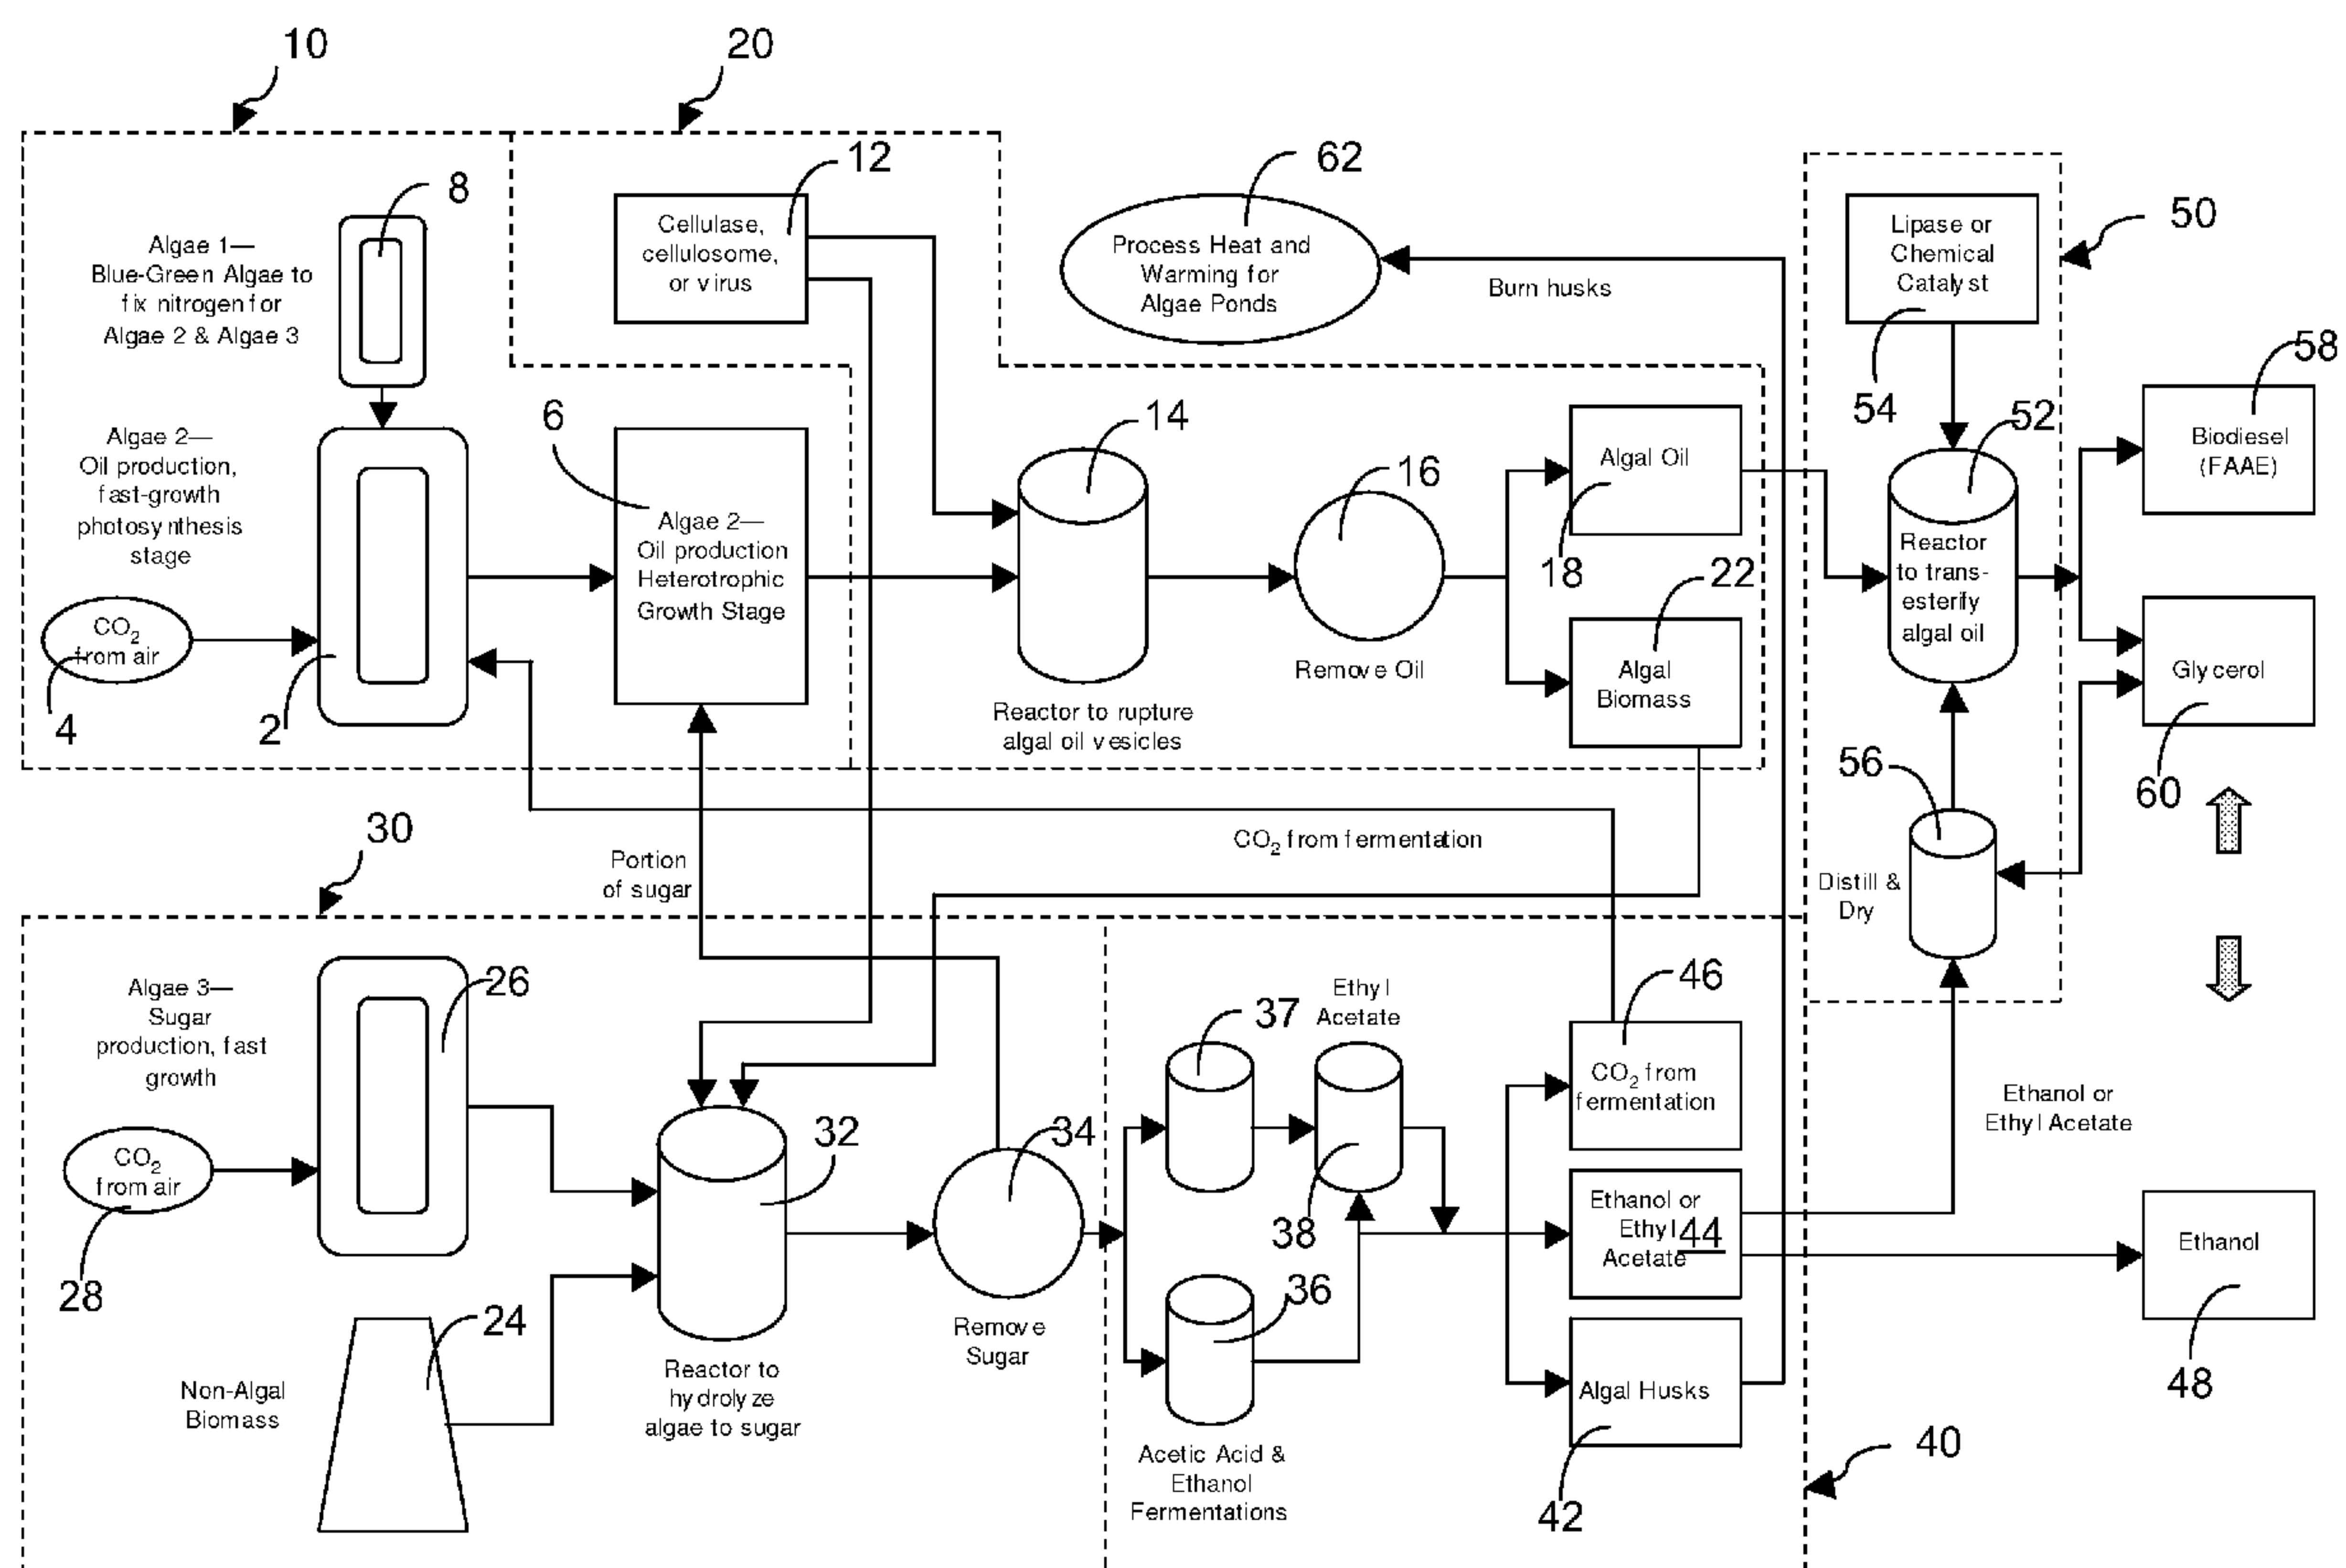 10
20
12
62
8
50
Cellulase,
cellulosome,
or virus
Process Heat and
Warming for
Algae Ponds
Burn husks
Lipase or
Chemical
Catalyst
Algae 1—
Blue-Green Algae to
fix nitrogen for
Algae 2 & Algae 3
58
54
52
6
14
16
Algae 2—
Oil production,
fast-growth
photosynthesis
stage
Algal Oil
18
Biodiesel
(FAAE)
Algae 2—
Oil production
Heterotrophic
Growth Stage
Reactor
to trans-
esterify
algal oil
22
CO2
from air
4
2
Remove Oil
Algal
Biomass
Glycerol
60
Reactor to rupture
algal oil vesicles
56
30
Portion
of sugar
CO2 from fermentation
Distill &
Dry
Algae 3—
Sugar
production, fast
growth
26
37
Ethyl
Acetate
46
CO2 from
fermentation
Ethanol or
Ethyl Acetate
CO2
from air
28
32
34
38
Ethanol or
Ethyl
Acetate
44
Ethanol
48
24
36
Remove
Sugar
Non-Algal
Biomass
Reactor to
hydrolyze
algae to sugar
Algal Husks
42
40
Acetic Acid &
Ethanol
Fermentations